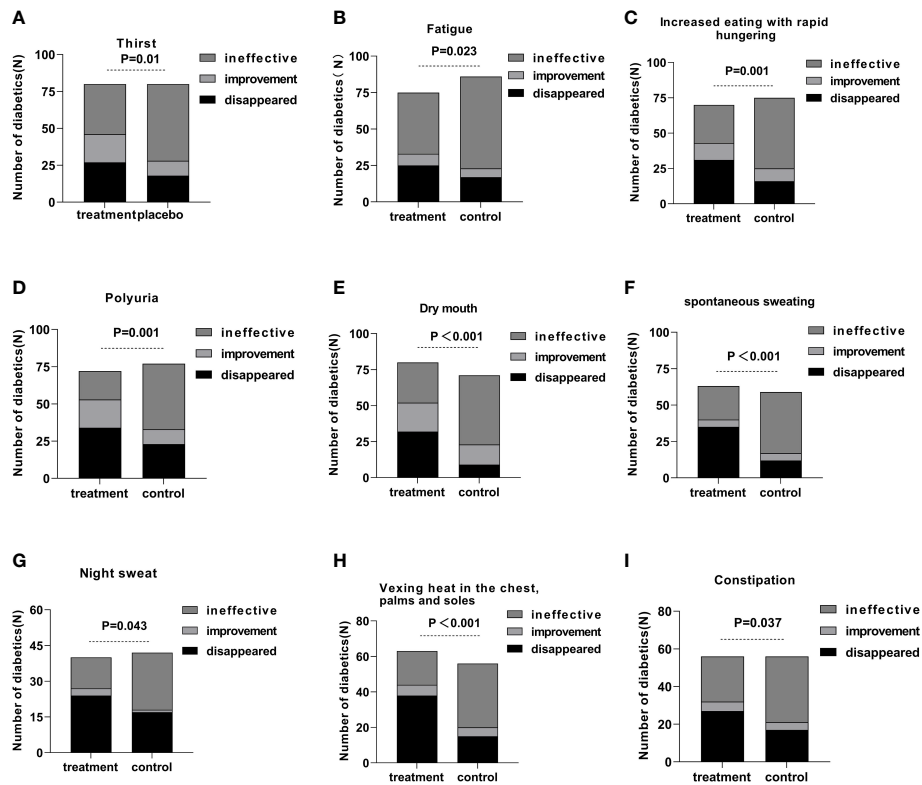 A
Thirst
P=0.01
ineffective
improvement
disappeared
Number of diabetics(N)
100
75
50
25
0
treatment placebo
B
Fatigue
P=0.023
ineffective
improvement
disappeared
Number of diabetics( N)
100
75
50
25
0
treatment control
C
Increased eating with rapid
hungering
P=0.001
ineffective
improvement
disappeared
Number of diabetics(N)
100
75
50
25
0
treatment control
D
Polyuria
P=0.001
ineffective
improvement
disappeared
Number of diabetics(N)
100
75
50
25
0
treatment control
E
Dry mouth
P <0.001
ineffective
improvement
disappeared
Number of diabetics(N)
100
75
50
25
0
treatment control
F
spontaneous sweating
P <0.001
ineffective
improvement
disappeared
Number of diabetics(N)
100
75
50
25
0
treatment control
G
Night sweat
P=0.043
ineffective
improvement
disappeared
Number of diabetics(N)
60
45
30
15
0
treatment control
H
Vexing heat in the chest,
palms and soles
P <0.001
ineffective
improvement
disappeared
Number of diabetics(N)
80
60
40
20
0
treatment control
I
Constipation
P=0.037
ineffective
improvement
disappeared
Number of diabetics(N)
80
60
40
20
0
treatment control